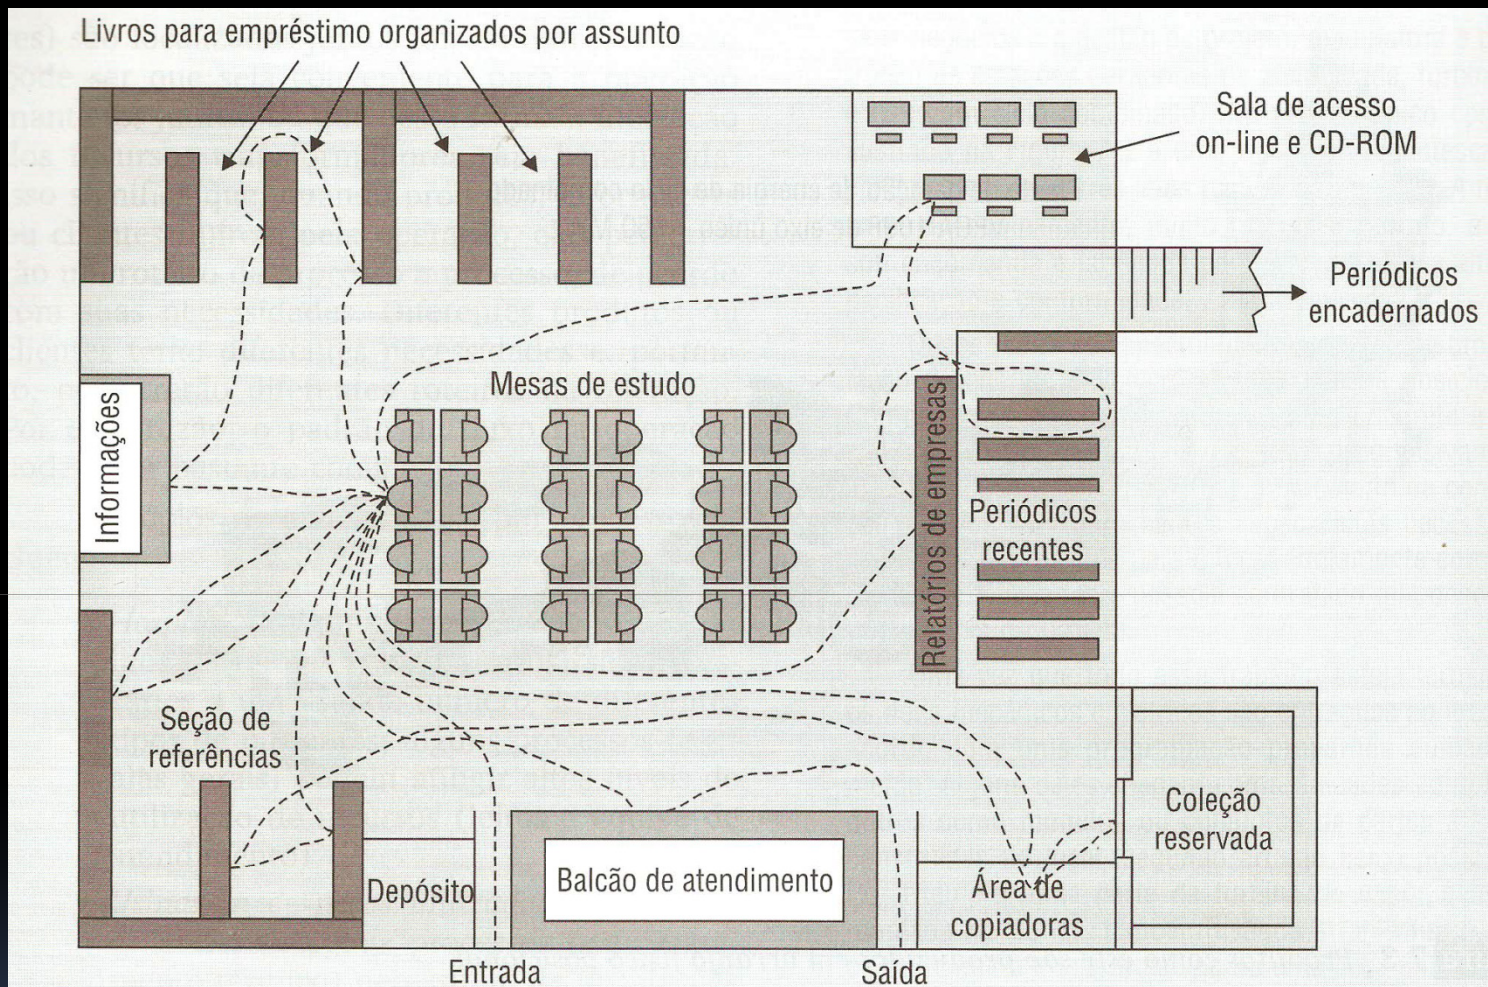 Livros para empréstimo organizados por assunto
Sala de acesso
on-line e CD-ROM
Periódicos
encadernados
Mesas de estudo
Informações
Relatórios de empresas
Periódicos
recentes
Seção de
referências
Coleção
reservada
Depósito
Balcão de atendimento
Área de
copiadoras
Entrada
Saída